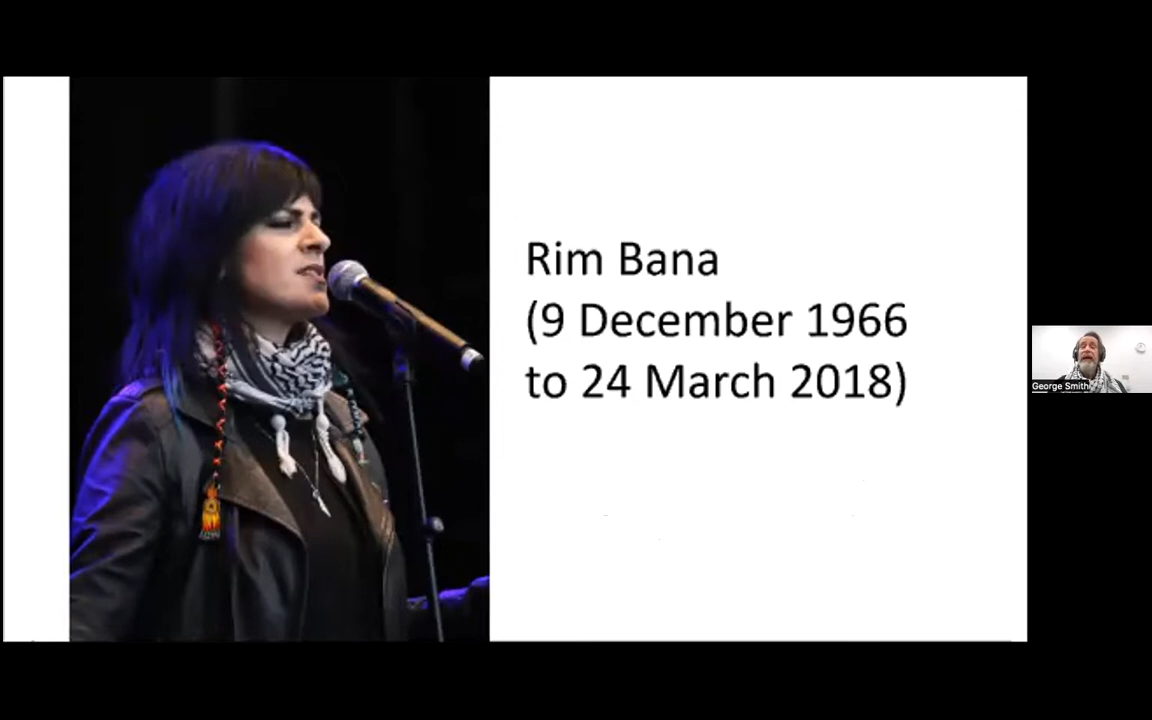 Rim Bana
(9 December 1966
to 24 March 2018)
George Smith